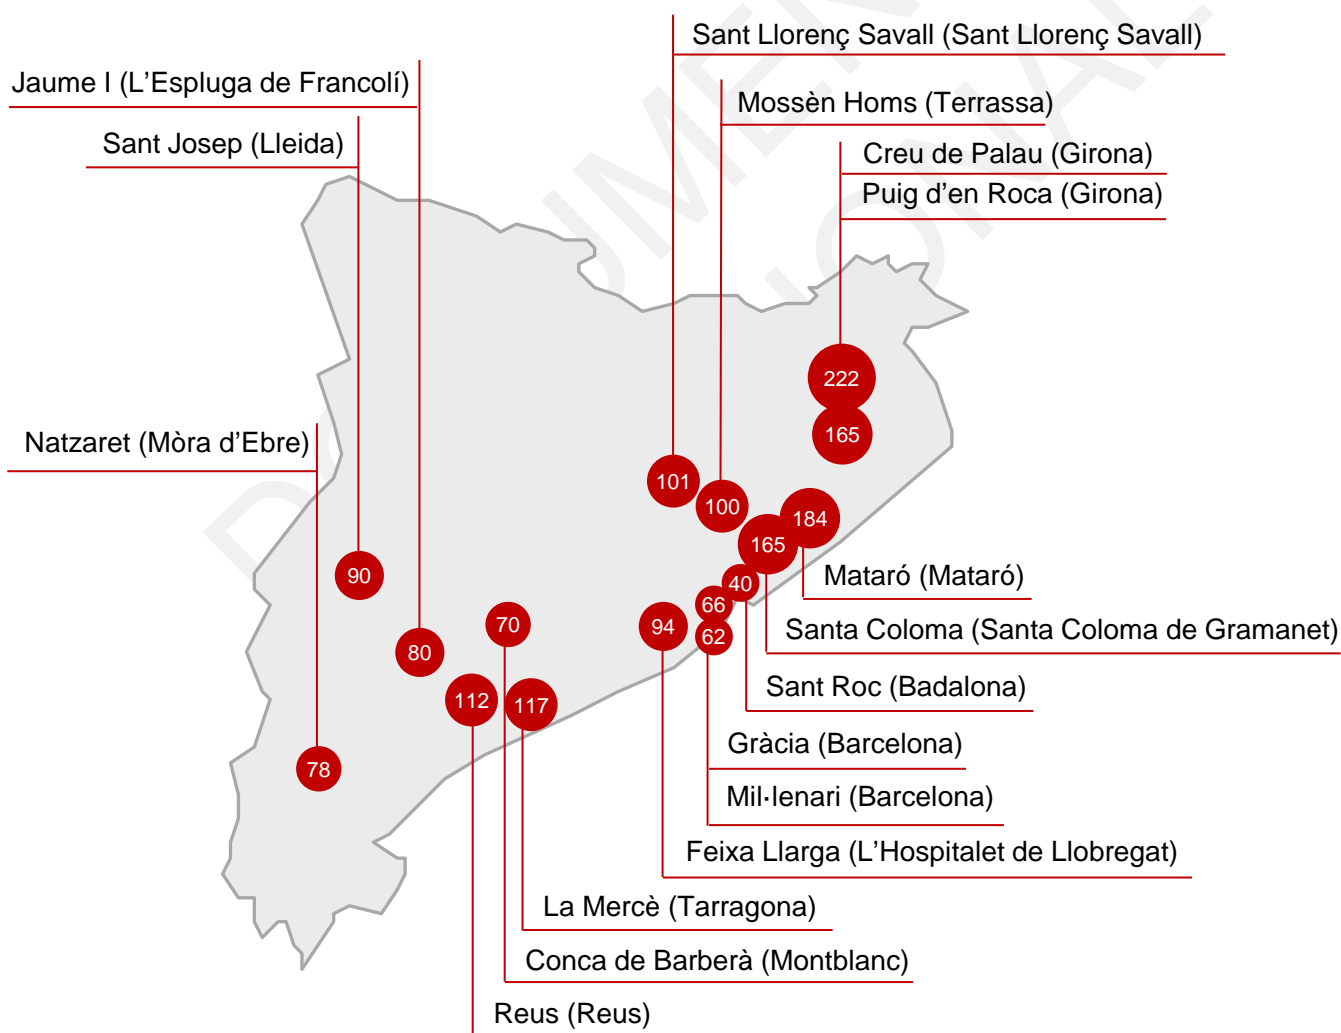 Sant Llorenç Savall (Sant Llorenç Savall)
Jaume I (L’Espluga de Francolí)
Mossèn Homs (Terrassa)
Sant Josep (Lleida)
Creu de Palau (Girona)
Puig d’en Roca (Girona)
222
165
Natzaret (Mòra d’Ebre)
101
100
184
165
90
40
Mataró (Mataró)
66
70
94
62
Santa Coloma (Santa Coloma de Gramanet)
80
Sant Roc (Badalona)
112
117
Gràcia (Barcelona)
78
Mil·lenari (Barcelona)
Feixa Llarga (L’Hospitalet de Llobregat)
La Mercè (Tarragona)
Conca de Barberà (Montblanc)
Reus (Reus)